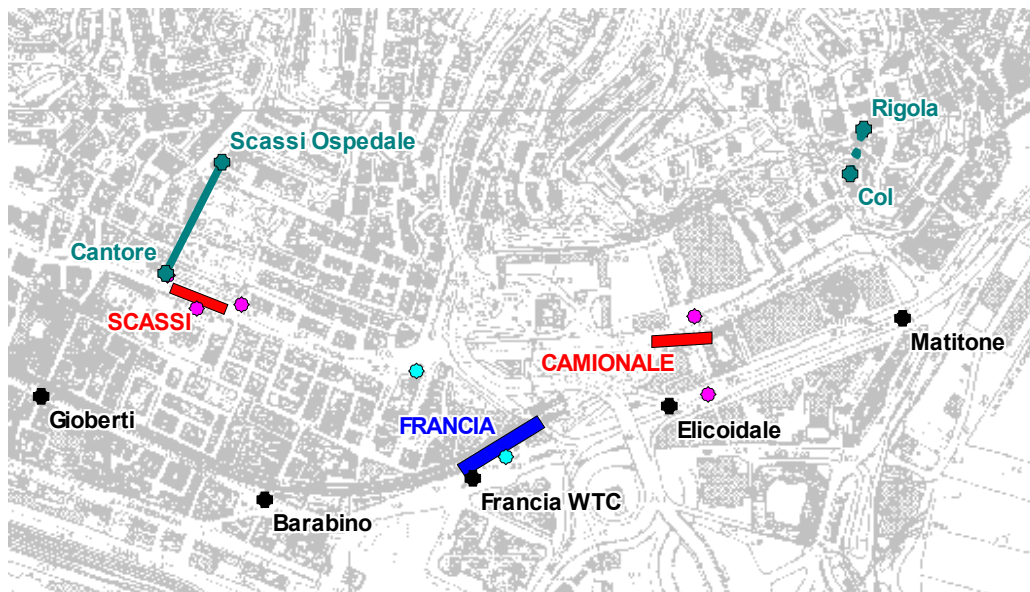 Rigola
Scassi Ospedale
Col
Cantore
SCASSI
Matitone
CAMIONALE
Gioberti
FRANCIA
Elicoidale
Francia WTC
Barabino